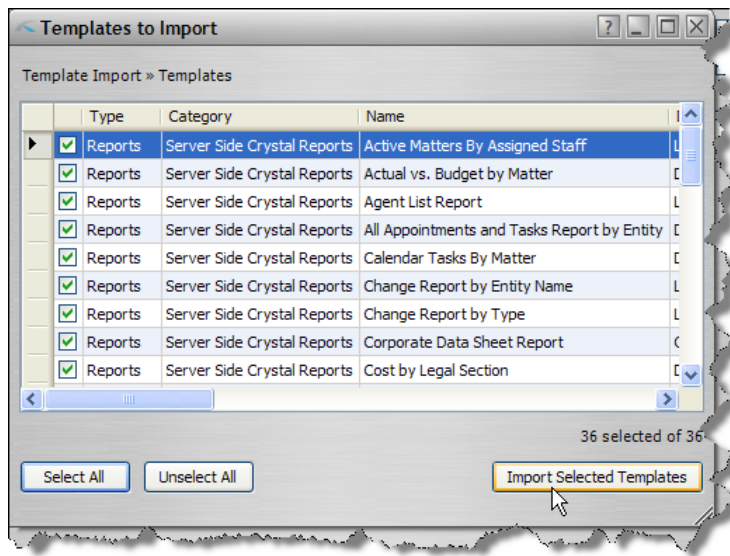 Templates to Import
Template Import » Templates
Type Category Name
Reports Server Side Crystal Reports Active Matters By Assigned Staff L
Reports Server Side Crystal Reports Actual vs. Budget by Matter
Reports Server Side Crystal Reports Agent List Report L
Reports Server Side Crystal Reports All Appointments and Tasks Report by Entity
Reports Server Side Crystal Reports Calendar Tasks By Matter
Reports Server Side Crystal Reports Change Report by Entity Name L
Reports Server Side Crystal Reports Change Report by Type L
Reports Server Side Crystal Reports Corporate Data Sheet Report
Reports Server Side Crystal Reports Cost by Legal Section
36 selected of 36
Select All Unselect All Import Selected Templates